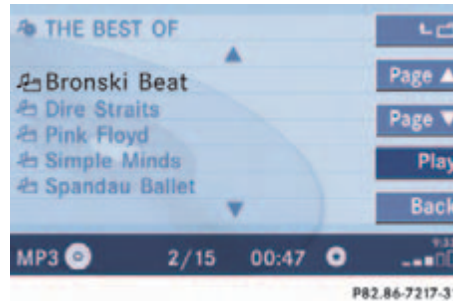 THE BEST OF
Bronski Beat
Dire Straits
Pink Floyd
Simple Minds
Spandau Ballet
Page
Page
Play
Back
MP3 2/15 00:47
P82.86-7217-31